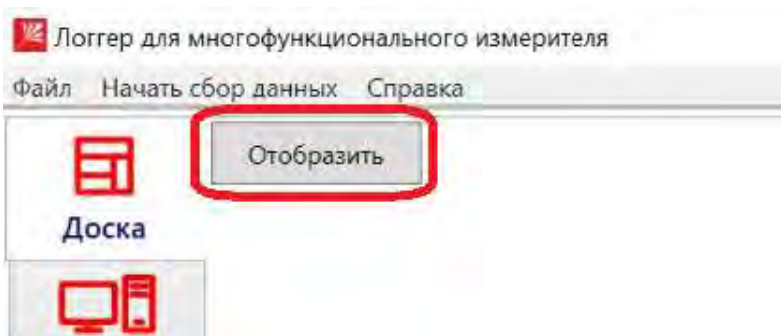 Логгер для многофункционального измерителя
Файл Начать сбор данных Справка
Отобразить
Доска